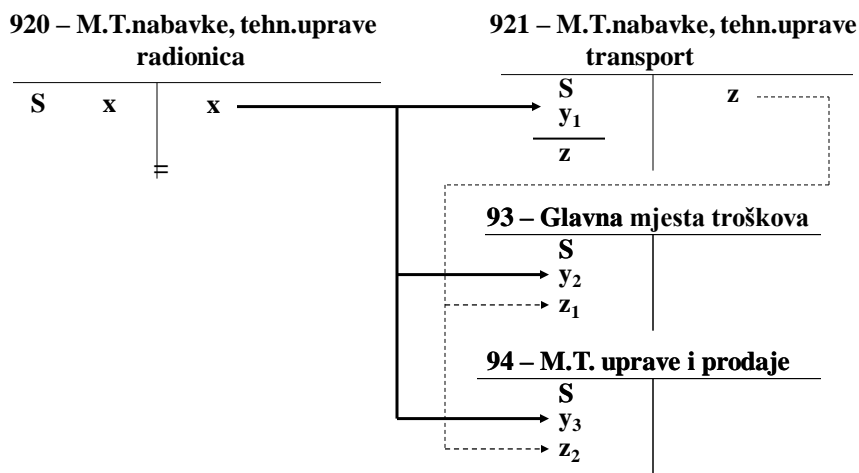 920 – M.T.nabavke, tehn.uprave
radionica
S x x
=
921 – M.T.nabavke, tehn.uprave
transport
S
y₁
z
z
93 – Glavna mjesta troškova
S
y₂
z₁
94 – M.T. uprave i prodaje
S
y₃
z₂